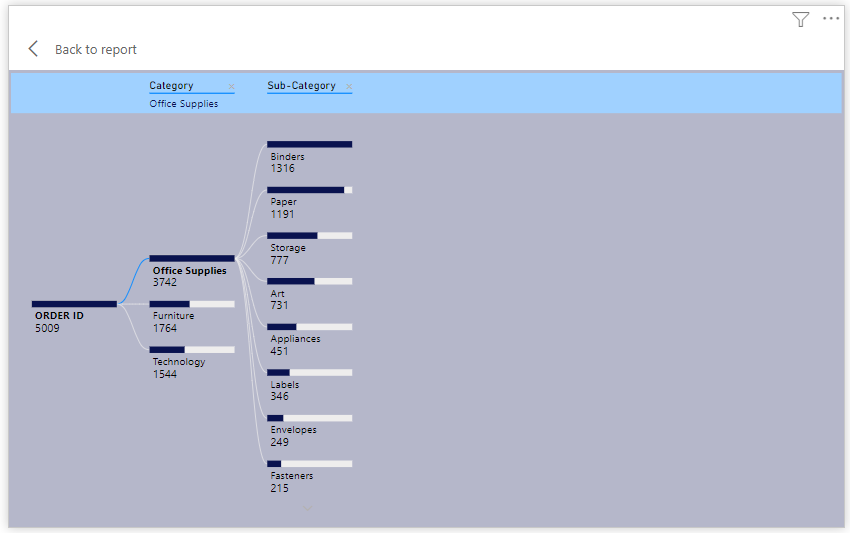 Back to report
Category
Office Supplies
Sub-Category
ORDER ID
5009
Office Supplies
3742
Furniture
1764
Technology
1544
Binders
1316
Paper
1191
Storage
777
Art
731
Appliances
451
Labels
346
Envelopes
249
Fasteners
215